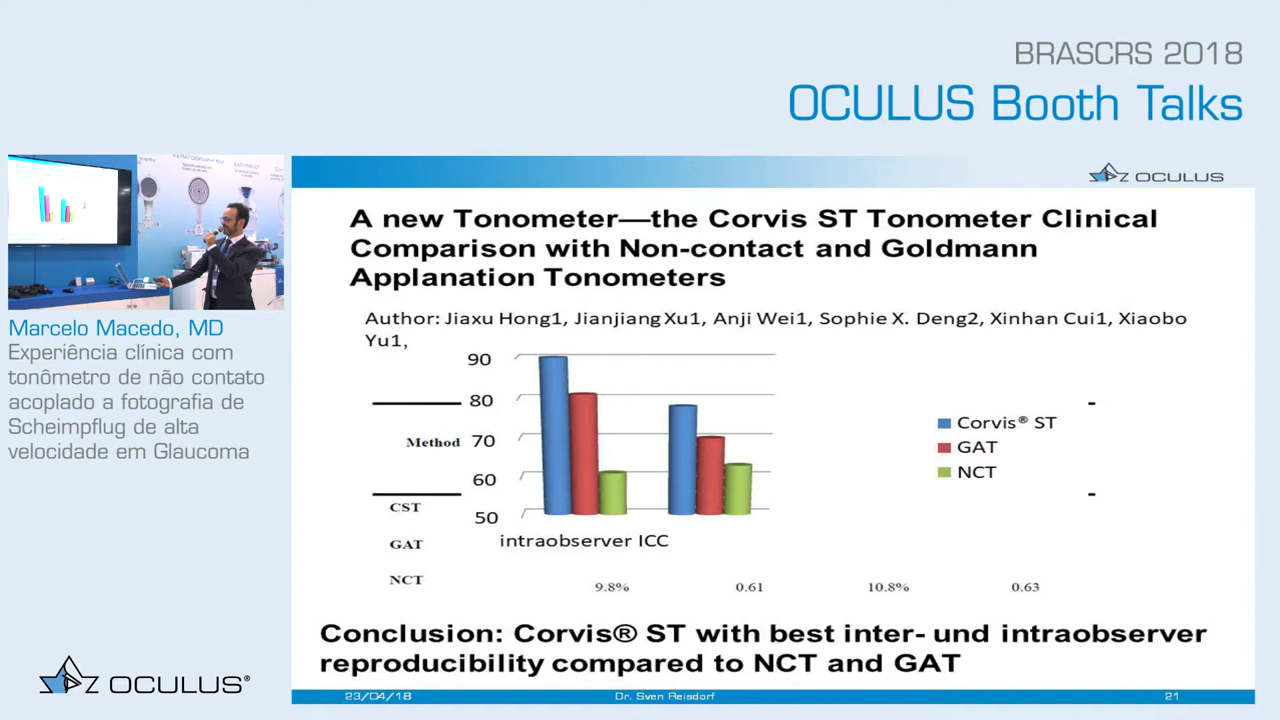 BRASCRS 2018
OCULUS Booth Talks
Marcelo Macedo, MD
Experiência clínica com
tonômetro de não contato
acoplado a fotografia de
Scheimpflug de alta
velocidade em Glaucoma
OCULUS®
OCULUS
A new Tonometer—the Corvis ST Tonometer Clinical
Comparison with Non-contact and Goldmann
Applanation Tonometers
Author: Jiaxu Hong1, Jianjiang Xu1, Anji Wei1, Sophie X. Deng2, Xinhan Cui1, Xiaobo
Yu1,
90
80
Method 70
60
50
CST
GAT
NCT
intraobserver ICC
Corvis® ST
GAT
NCT
9.8% 0.61 10.8% 0.63
Conclusion: Corvis® ST with best inter- und intraobserver
reproducibility compared to NCT and GAT
23/04/18 Dr. Sven Reisdorf 21